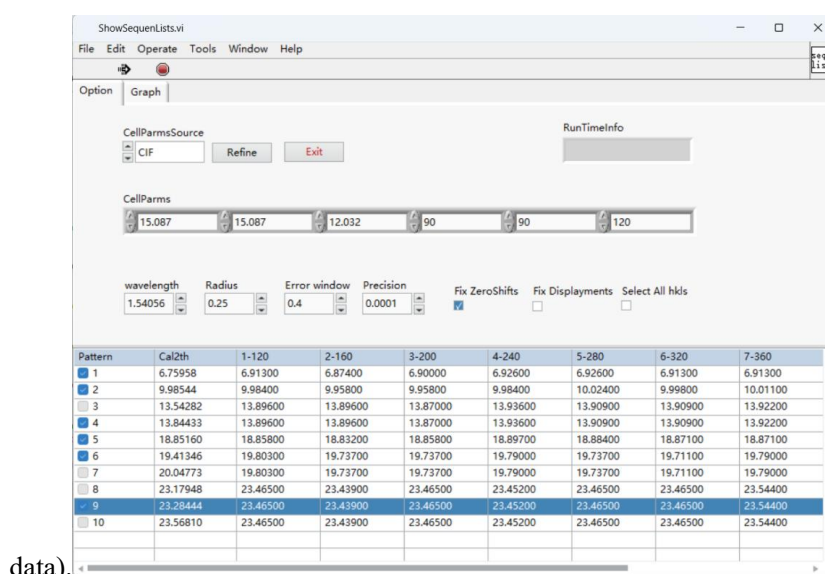 ShowSequenLists.vi
File Edit Operate Tools Window Help
Option Graph
CellParmsSource
CIF Refine Exit
RunTimeInfo
CellParms
15.087 15.087 12.032 90 90 120
wavelength Radius Error window Precision
1.54056 0.25 0.4 0.0001
Fix ZeroShifts Fix Displayments Select All hkls
Pattern Cal2th 1-120 2-160 3-200 4-240 5-280 6-320 7-360
1 6.75958 6.91300 6.87400 6.90000 6.92600 6.92600 6.91300 6.91300
2 9.98544 9.98400 9.95800 9.95800 9.98400 10.02400 9.99800 10.01100
3 13.54282 13.89600 13.89600 13.87000 13.93600 13.90900 13.90900 13.92200
4 13.84433 13.89600 13.89600 13.87000 13.93600 13.90900 13.90900 13.92200
5 18.85160 18.85800 18.83200 18.85800 18.89700 18.88400 18.87100 18.87100
6 19.41346 19.80300 19.73700 19.73700 19.79000 19.73700 19.71100 19.79000
7 20.04773 19.80300 19.73700 19.73700 19.79000 19.73700 19.71100 19.79000
8 23.17948 23.46500 23.43900 23.46500 23.45200 23.46500 23.46500 23.54400
9 23.28444 23.46500 23.43900 23.46500 23.45200 23.46500 23.46500 23.54400
10 23.56810 23.46500 23.43900 23.46500 23.45200 23.46500 23.46500 23.54400
data).